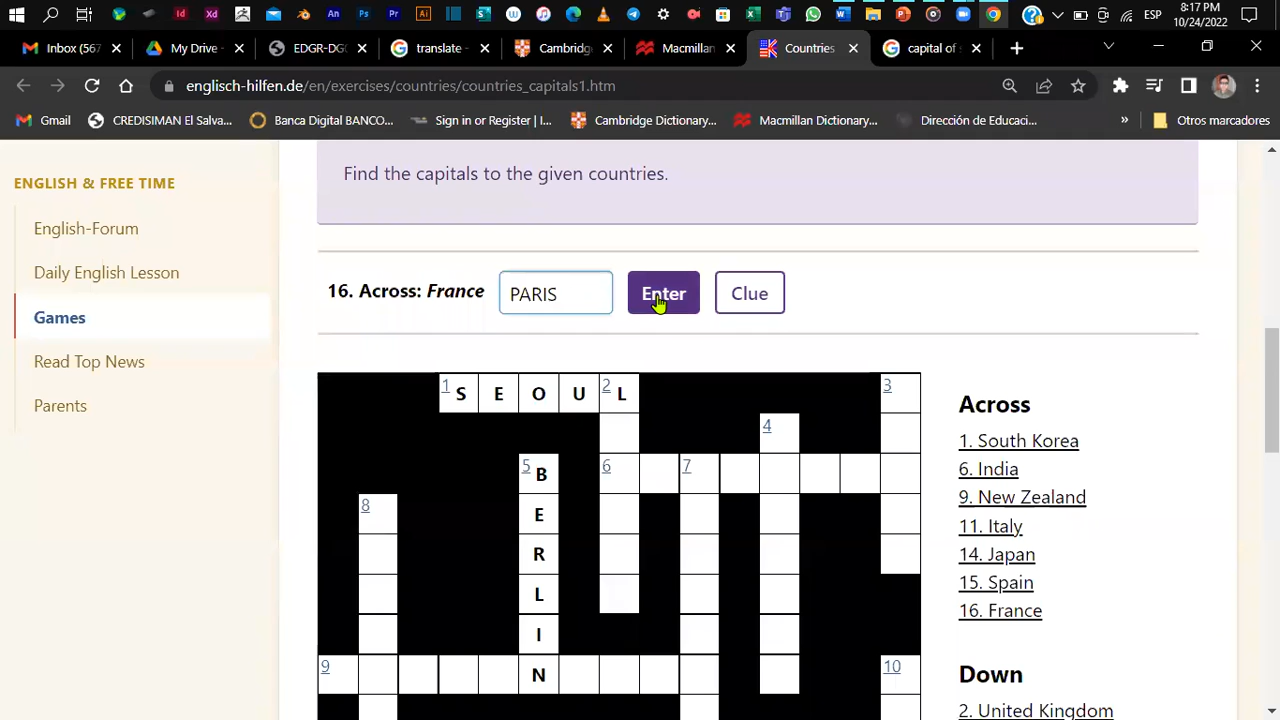 8:17 PM
ESP
10/24/2022
Inbox (567
My Drive -
EDGR-DG
translate -
Cambridg
Macmillan
Countries
capital of
englisch-hilfen.de/en/exercises/countries/countries_capitals1.htm
Gmail
CREDISIMAN El Salva...
Banca Digital BANCO...
Sign in or Register | I...
Cambridge Dictionary...
Macmillan Dictionary...
Dirección de Educaci...
»
Otros marcadores
ENGLISH & FREE TIME
English-Forum
Daily English Lesson
Games
Read Top News
Parents
Find the capitals to the given countries.
16. Across: France PARIS Enter Clue
1 S E O U 2 L 3
4
5 B 6 7
8 E
R
L
I
9 N 10
Across
1. South Korea
6. India
9. New Zealand
11. Italy
14. Japan
15. Spain
16. France
Down
2. United Kingdom